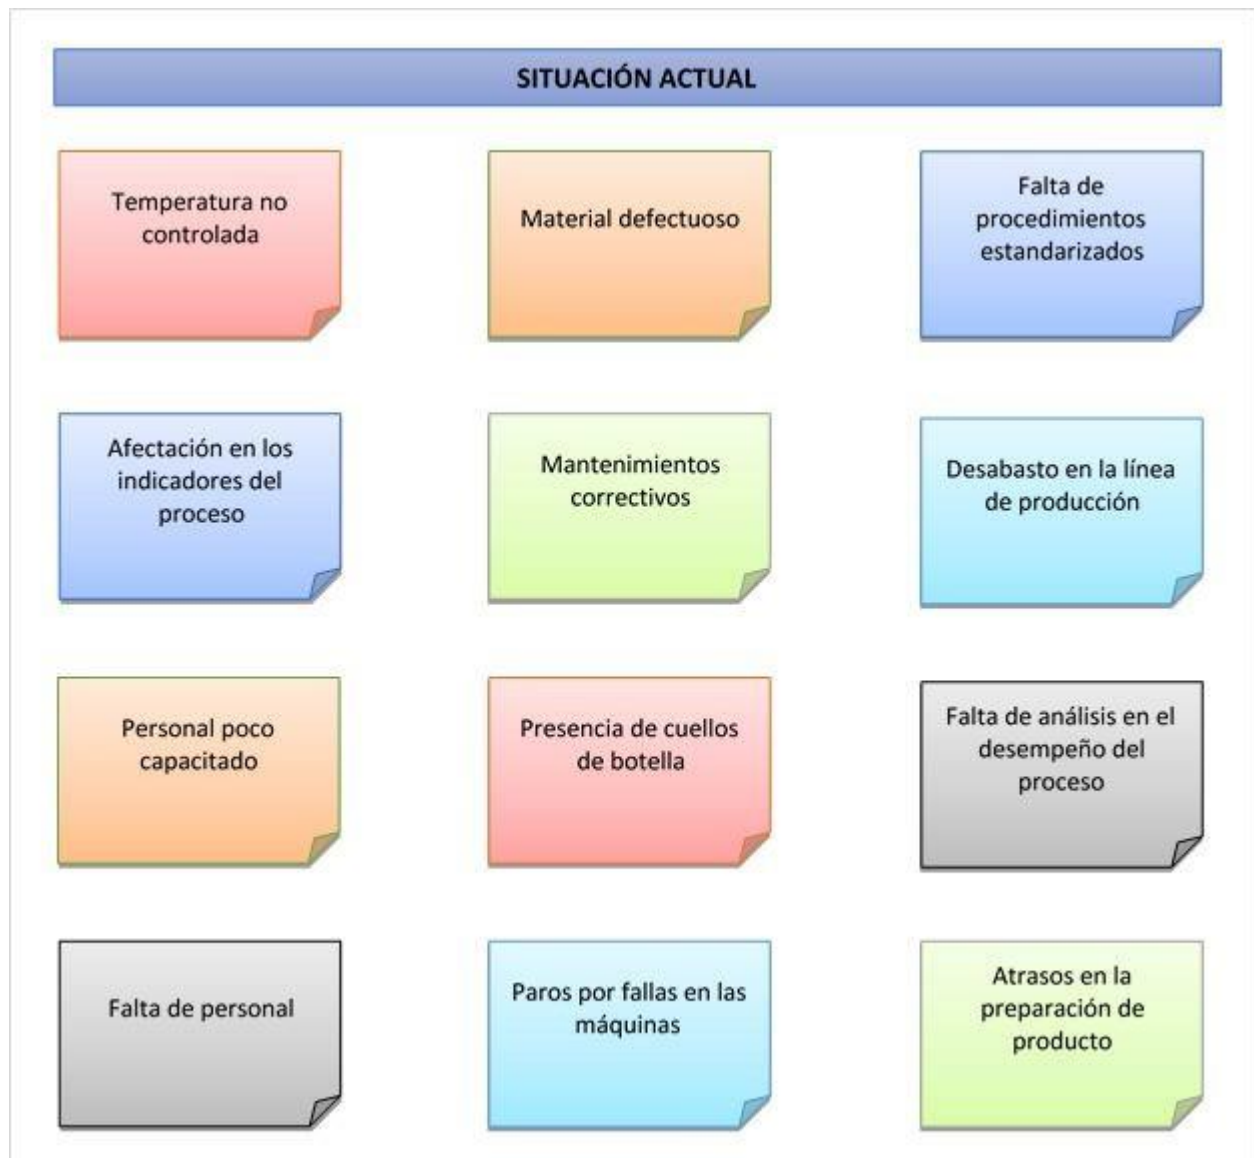 SITUACIÓN ACTUAL
Temperatura no
controlada
Material defectuoso
Falta de
procedimientos
estandarizados
Afectación en los
indicadores del
proceso
Mantenimientos
correctivos
Desabasto en la línea
de producción
Personal poco
capacitado
Presencia de cuellos
de botella
Falta de análisis en el
desempeño del
proceso
Falta de personal
Paros por fallas en las
máquinas
Atrasos en la
preparación de
producto